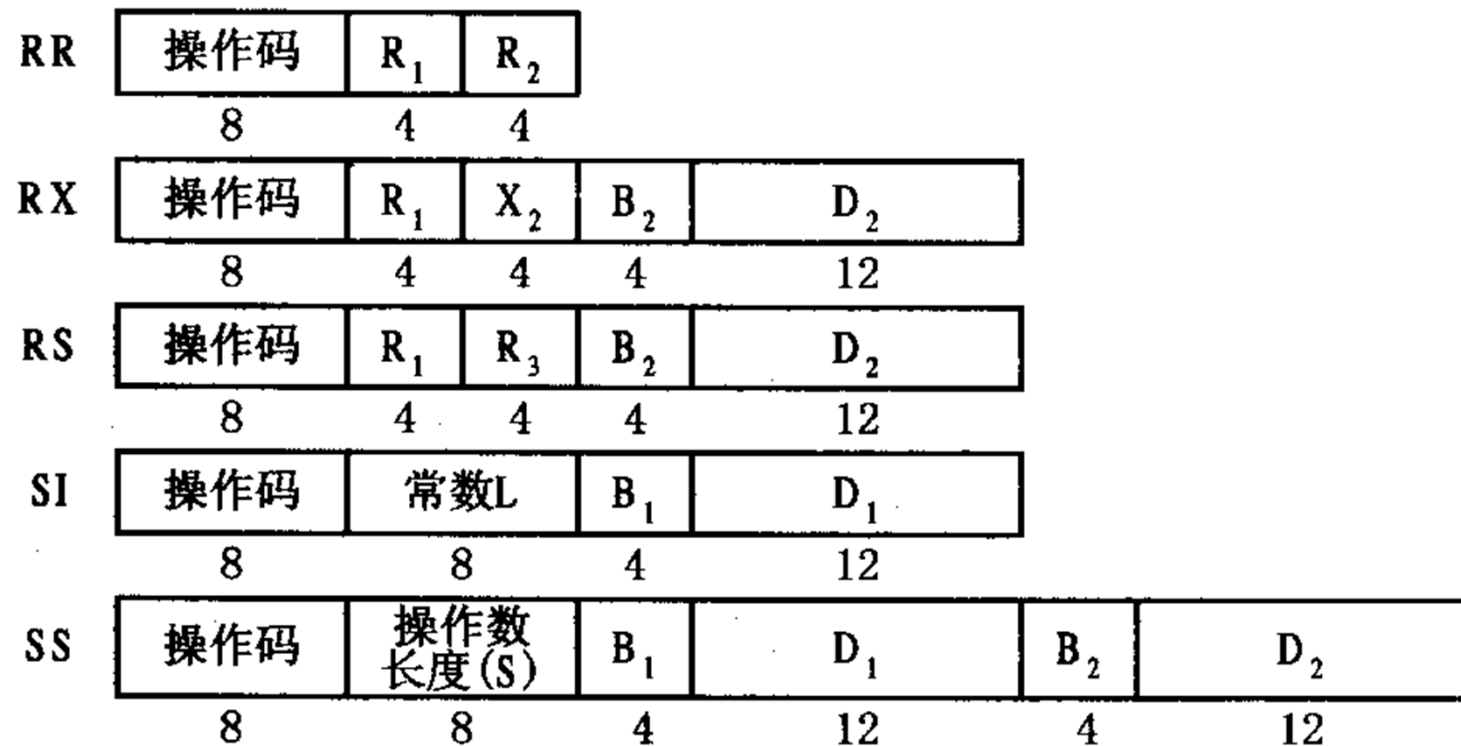 RR 操作码 R₁ R₂
8 4 4
RX 操作码 R₁ X₂ B₂ D₂
8 4 4 4 12
RS 操作码 R₁ R₃ B₂ D₂
8 4 4 4 12
SI 操作码 常数L B₁ D₁
8 8 4 12
SS 操作码 操作数长度(S) B₁ D₁ B₂ D₂
8 8 4 12 4 12